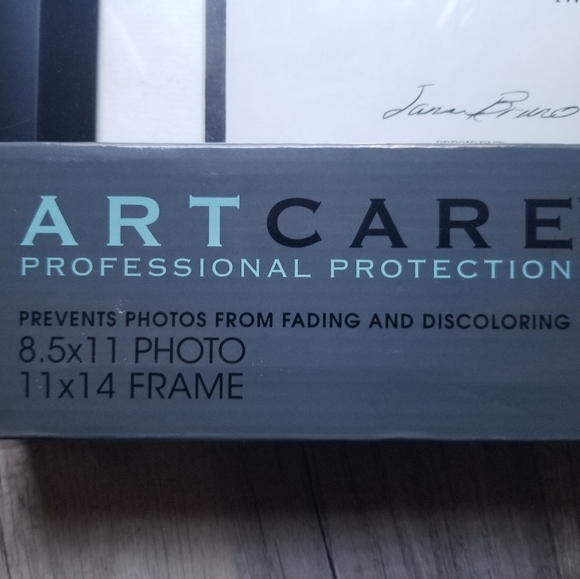 ARTCARE
PROFESSIONAL PROTECTION
PREVENTS PHOTOS FROM FADING AND DISCOLORING
8.5x11 PHOTO
11x14 FRAME